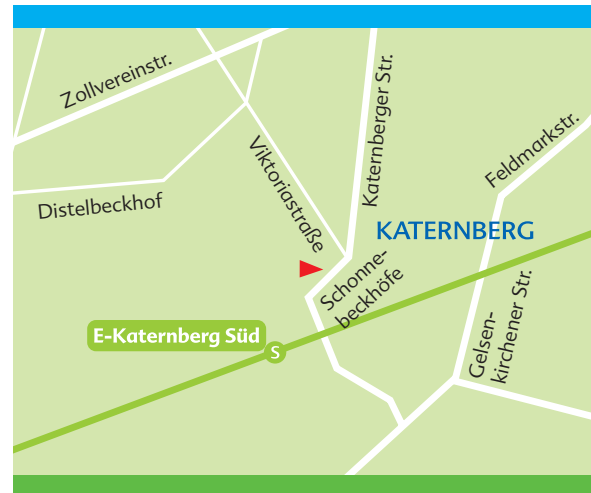 Zollvereinstr.
Katernberger Str.
Feldmarkstr.
Viktoriastraße
Distelbeckhof
KATERNBERG
Schonne-
beckhöfe
Gelsen-
kirchener Str.
E-Katernberg Süd
S